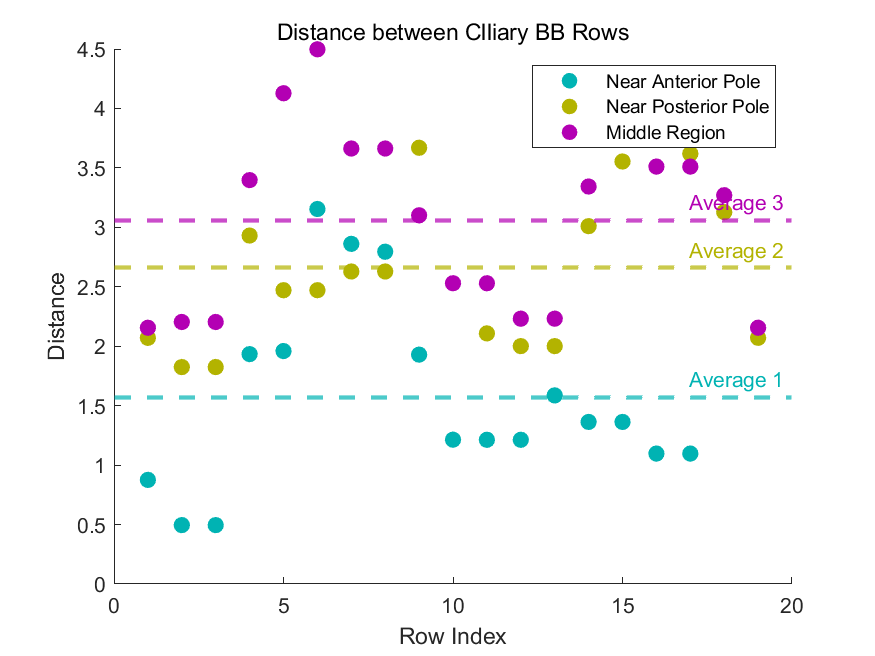 Distance between CIliary BB Rows
4.5
4
3.5
3
2.5
2
1.5
1
0.5
0
Distance
Near Anterior Pole
Near Posterior Pole
Middle Region
Average 3
Average 2
Average 1
0 5 10 15 20
Row Index